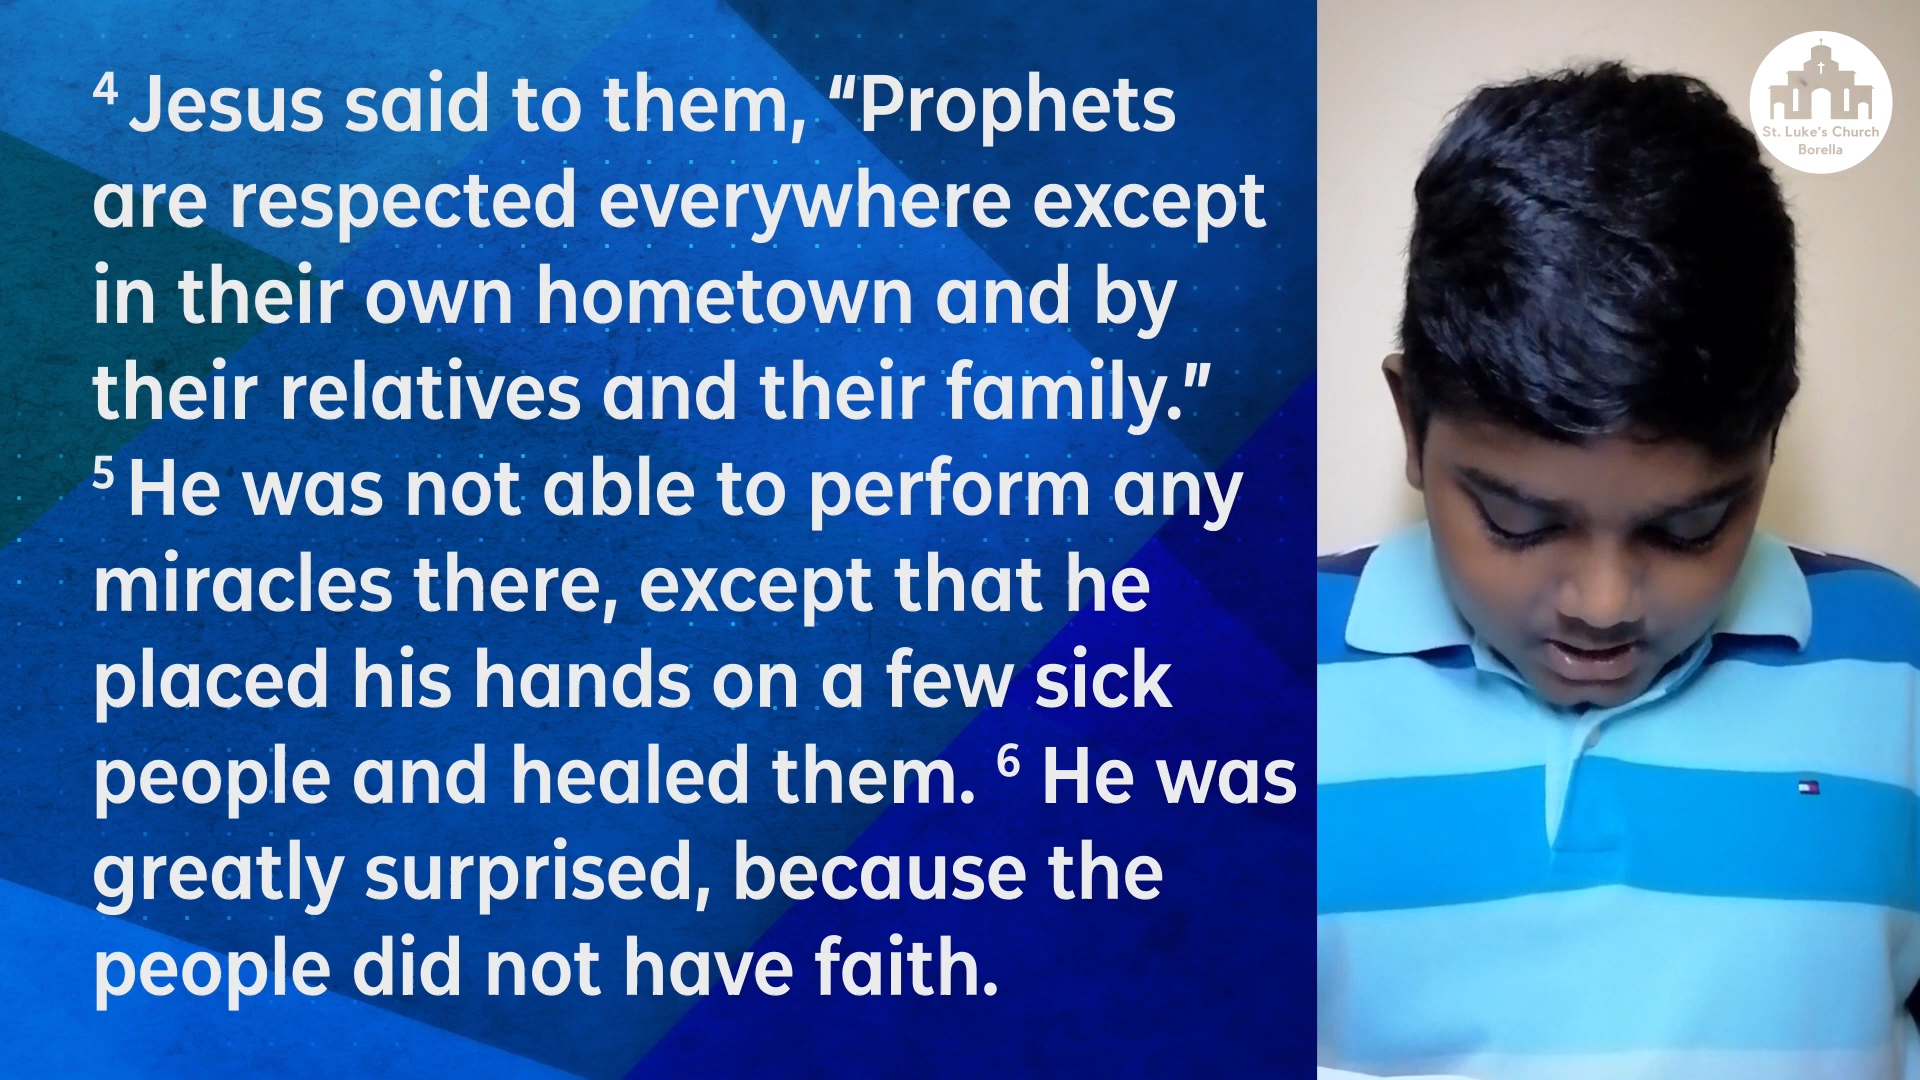 4 Jesus said to them, “Prophets
are respected everywhere except
in their own hometown and by
their relatives and their family.”
5 He was not able to perform any
miracles there, except that he
placed his hands on a few sick
people and healed them. 6 He was
greatly surprised, because the
people did not have faith.
St. Luke's Church
Borella